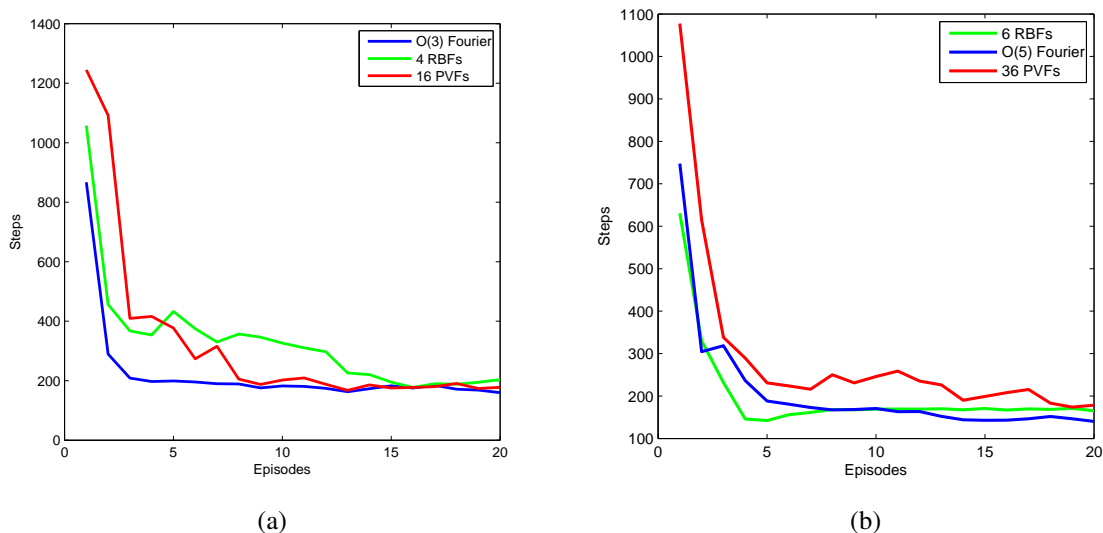 1400
1200
1000
800
600
400
200
0
0
5
10
15
20
Steps
Episodes
O(3) Fourier
4 RBFs
16 PVFs
(a)
1100
1000
900
800
700
600
500
400
300
200
100
0
5
10
15
20
Steps
Episodes
6 RBFs
O(5) Fourier
36 PVFs
(b)